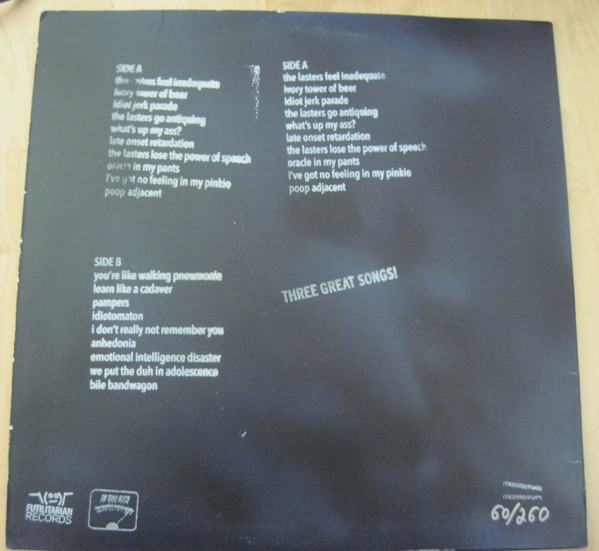 SIDE A
the lasters feel inadequate
ivory tower of beer
idiot jerk parade
the lasters go antiquing
what's up my ass?
late onset retardation
the lasters lose the power of speech
oracle in my pants
i've got no feeling in my pinkie
poop adjacent
SIDE A
the lasters feel inadequate
ivory tower of beer
idiot jerk parade
the lasters go antiquing
what's up my ass?
late onset retardation
the lasters lose the power of speech
oracle in my pants
i've got no feeling in my pinkie
poop adjacent
SIDE B
you're like walking pneumonia
learn like a cadaver
pampers
idiotomaton
i don't really not remember you
anhedonia
emotional intelligence disaster
we put the duh in adolescence
bile bandwagon
THREE GREAT SONGS!
FUTILITARIAN
RECORDS
60/260